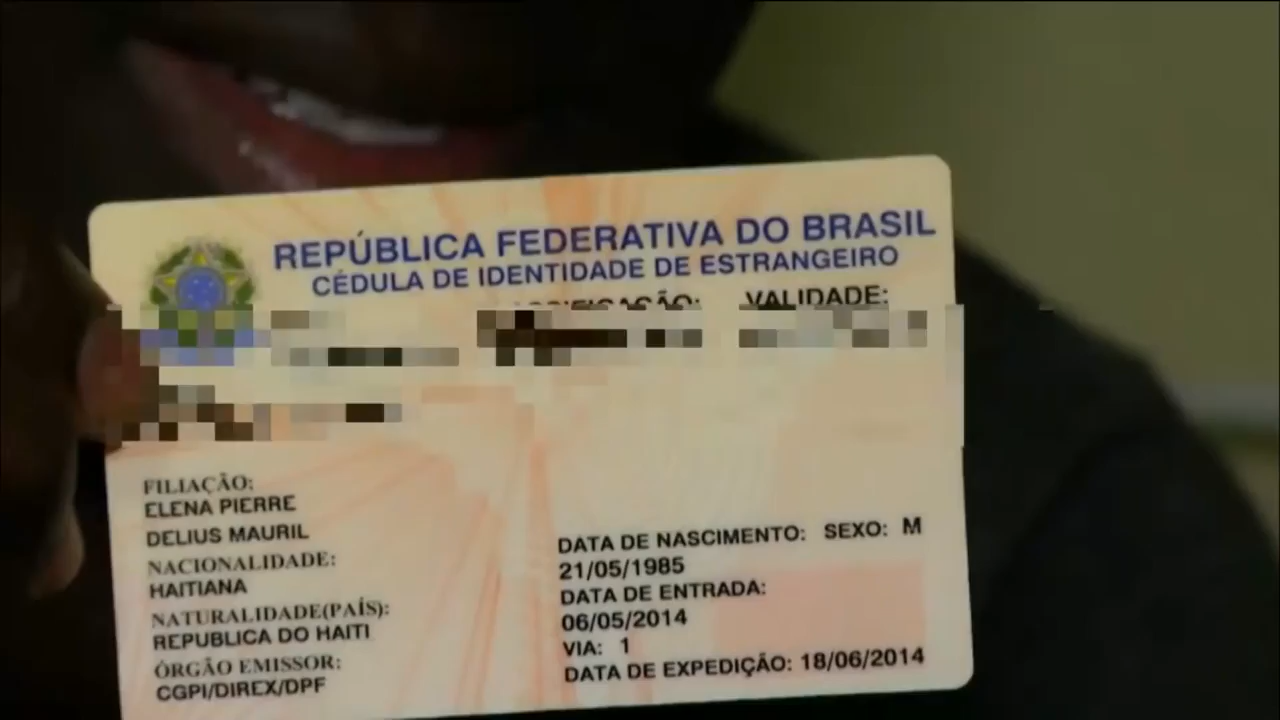 REPÚBLICA FEDERATIVA DO BRASIL
CÉDULA DE IDENTIDADE DE ESTRANGEIRO
VALIDADE:
FILIAÇÃO:
ELENA PIERRE
DELIUS MAURIL
NACIONALIDADE:
HAITIANA
NATURALIDADE(PAÍS):
REPUBLICA DO HAITI
ÓRGÃO EMISSOR:
CGPI/DIREX/DPF
DATA DE NASCIMENTO: SEXO: M
21/05/1985
DATA DE ENTRADA:
06/05/2014
VIA: 1
DATA DE EXPEDIÇÃO: 18/06/2014